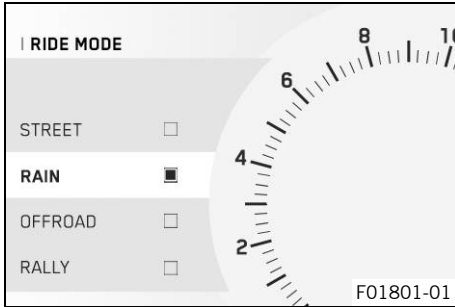 RIDE MODE
STREET
RAIN
OFFROAD
RALLY
2
4
6
8
F01801-01